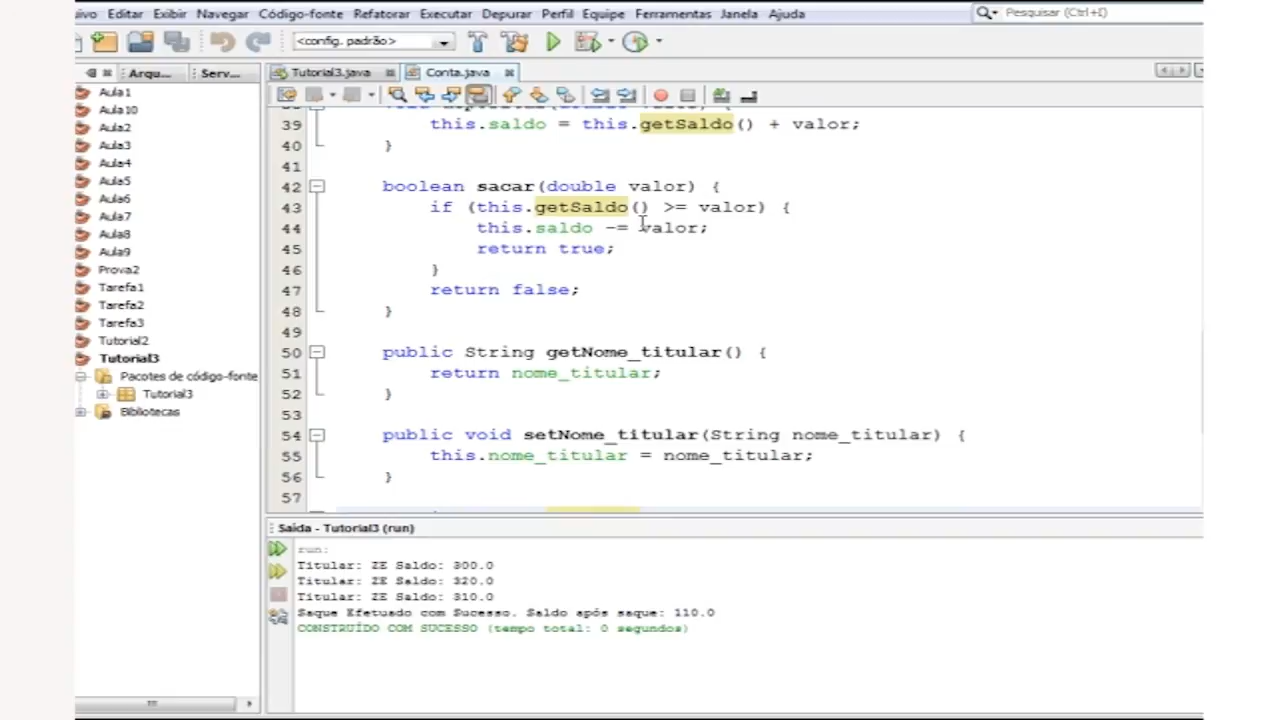 Editar Exibir Navegar Código-fonte Refatorar Executar Depurar Perfil Equipe Ferramentas Janela Ajuda
Pesquisar (Ctrl+I)
<config. padrão>
Arqu... Serv...
Tutorial3.java Conta.java
Aula1
Aula10
Aula2
Aula3
Aula4
Aula5
Aula6
Aula7
Aula8
Aula9
Prova2
Tarefa1
Tarefa2
Tarefa3
Tutorial2
Tutorial3
Pacotes de código-fonte
Tutorial3
Bibliotecas
39 this.saldo = this.getSaldo() + valor;
40 }
41
42 boolean sacar(double valor) {
43 if (this.getSaldo() >= valor) {
44 this.saldo -= valor;
45 return true;
46 }
47 return false;
48 }
49
50 public String getNome_titular() {
51 return nome_titular;
52 }
53
54 public void setNome_titular(String nome_titular) {
55 this.nome_titular = nome_titular;
56 }
57
Saída - Tutorial3 (run)
run:
Titular: ZE Saldo: 300.0
Titular: ZE Saldo: 320.0
Titular: ZE Saldo: 310.0
Saque Efetuado com Sucesso. Saldo após saque: 110.0
CONSTRUÍDO COM SUCESSO (tempo total: 0 segundos)